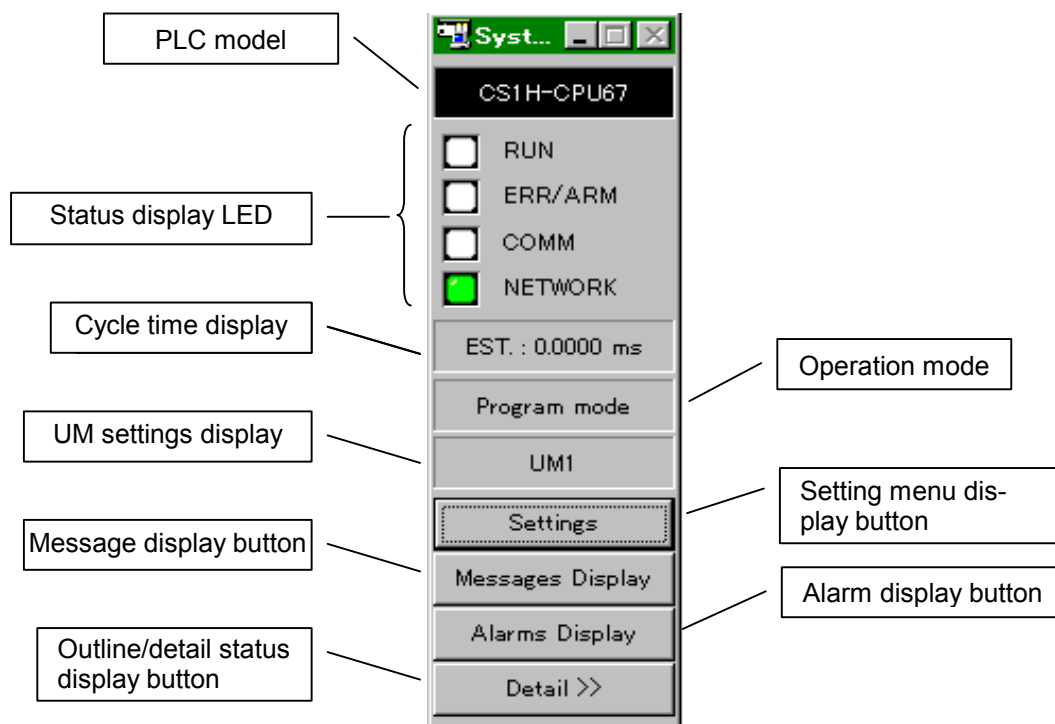 PLC model
Syst...
CS1H-CPU67
RUN
ERR/ARM
COMM
NETWORK
Status display LED
Cycle time display
EST. : 0.0000 ms
Operation mode
Program mode
UM settings display
UM1
Setting menu dis-
play button
Settings
Message display button
Messages Display
Alarm display button
Alarms Display
Outline/detail status
display button
Detail >>